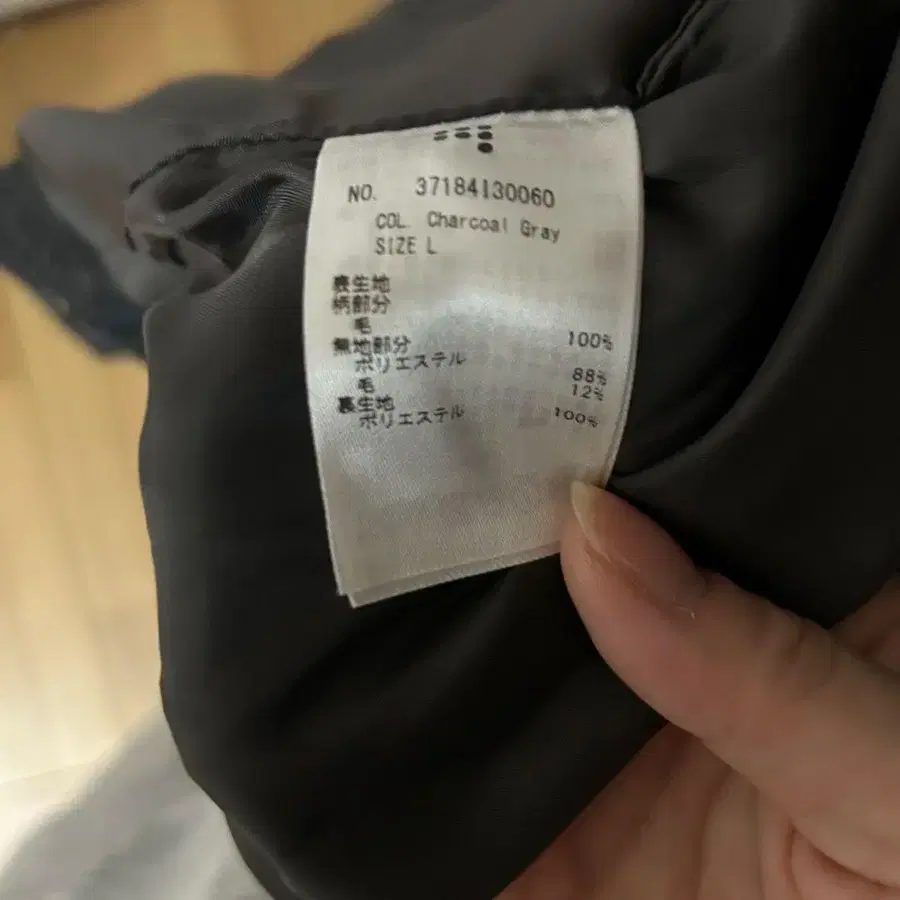 NO. 37184130060
COL. Charcoal Gray
SIZE L
表生地
柄部分
毛 100%
無地部分
ポリエステル 88%
毛 12%
裏生地
ポリエステル 100%